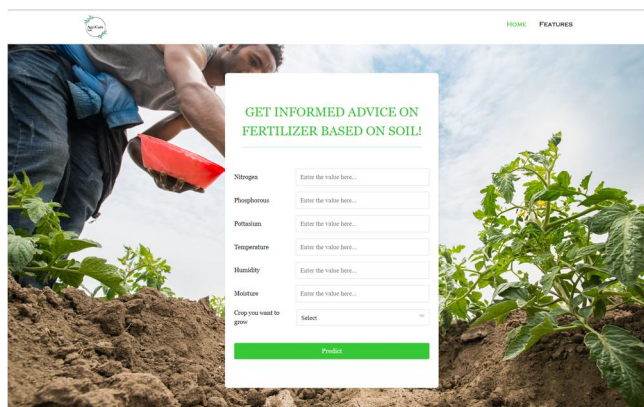 AgriCare
HOME FEATURES
GET INFORMED ADVICE ON
FERTILIZER BASED ON SOIL!
Nitrogen Enter the value here...
Phosphorous Enter the value here...
Pottasium Enter the value here...
Temperature Enter the value here...
Humidity Enter the value here...
Moisture Enter the value here...
Crop you want to
grow Select
Predict